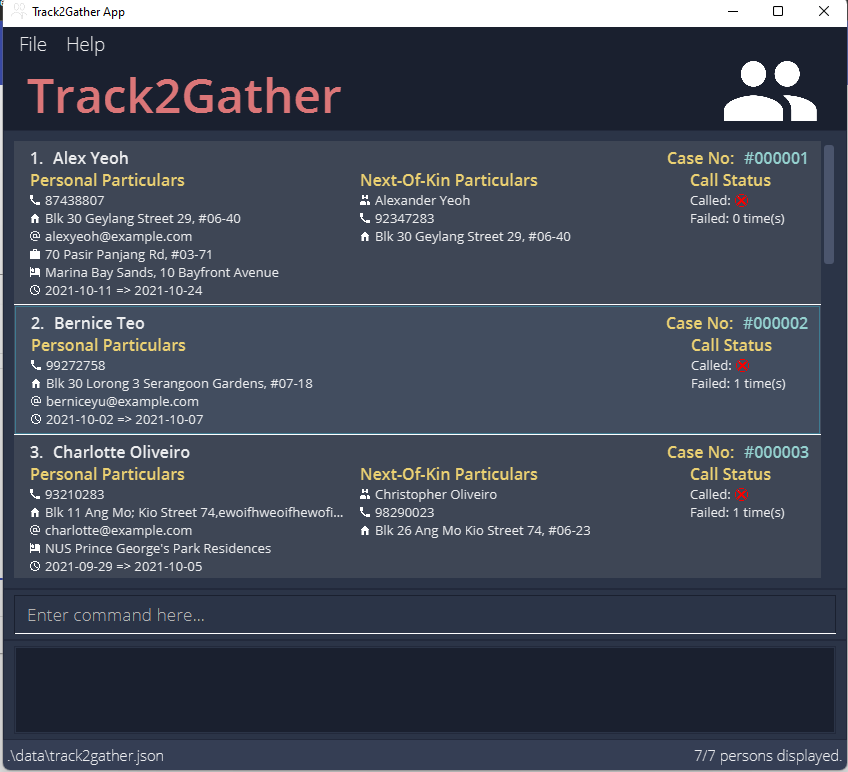 Track2Gather App
File Help
Track2Gather
1. Alex Yeoh Case No: #000001
Personal Particulars Next-Of-Kin Particulars Call Status
87438807 Alexander Yeoh Called:
Blk 30 Geylang Street 29, #06-40 92347283 Failed: 0 time(s)
@ alexyeoh@example.com Blk 30 Geylang Street 29, #06-40
70 Pasir Panjang Rd, #03-71
Marina Bay Sands, 10 Bayfront Avenue
2021-10-11 => 2021-10-24
2. Bernice Teo Case No: #000002
Personal Particulars Call Status
99272758 Called:
Blk 30 Lorong 3 Serangoon Gardens, #07-18 Failed: 1 time(s)
@ berniceyu@example.com
2021-10-02 => 2021-10-07
3. Charlotte Oliveiro Case No: #000003
Personal Particulars Next-Of-Kin Particulars Call Status
93210283 Christopher Oliveiro Called:
Blk 11 Ang Mo; Kio Street 74,ewoifhweoifhewofi... 98290023 Failed: 1 time(s)
@ charlotte@example.com Blk 26 Ang Mo Kio Street 74, #06-23
NUS Prince George's Park Residences
2021-09-29 => 2021-10-05
Enter command here...
.\data\track2gather.json 7/7 persons displayed.